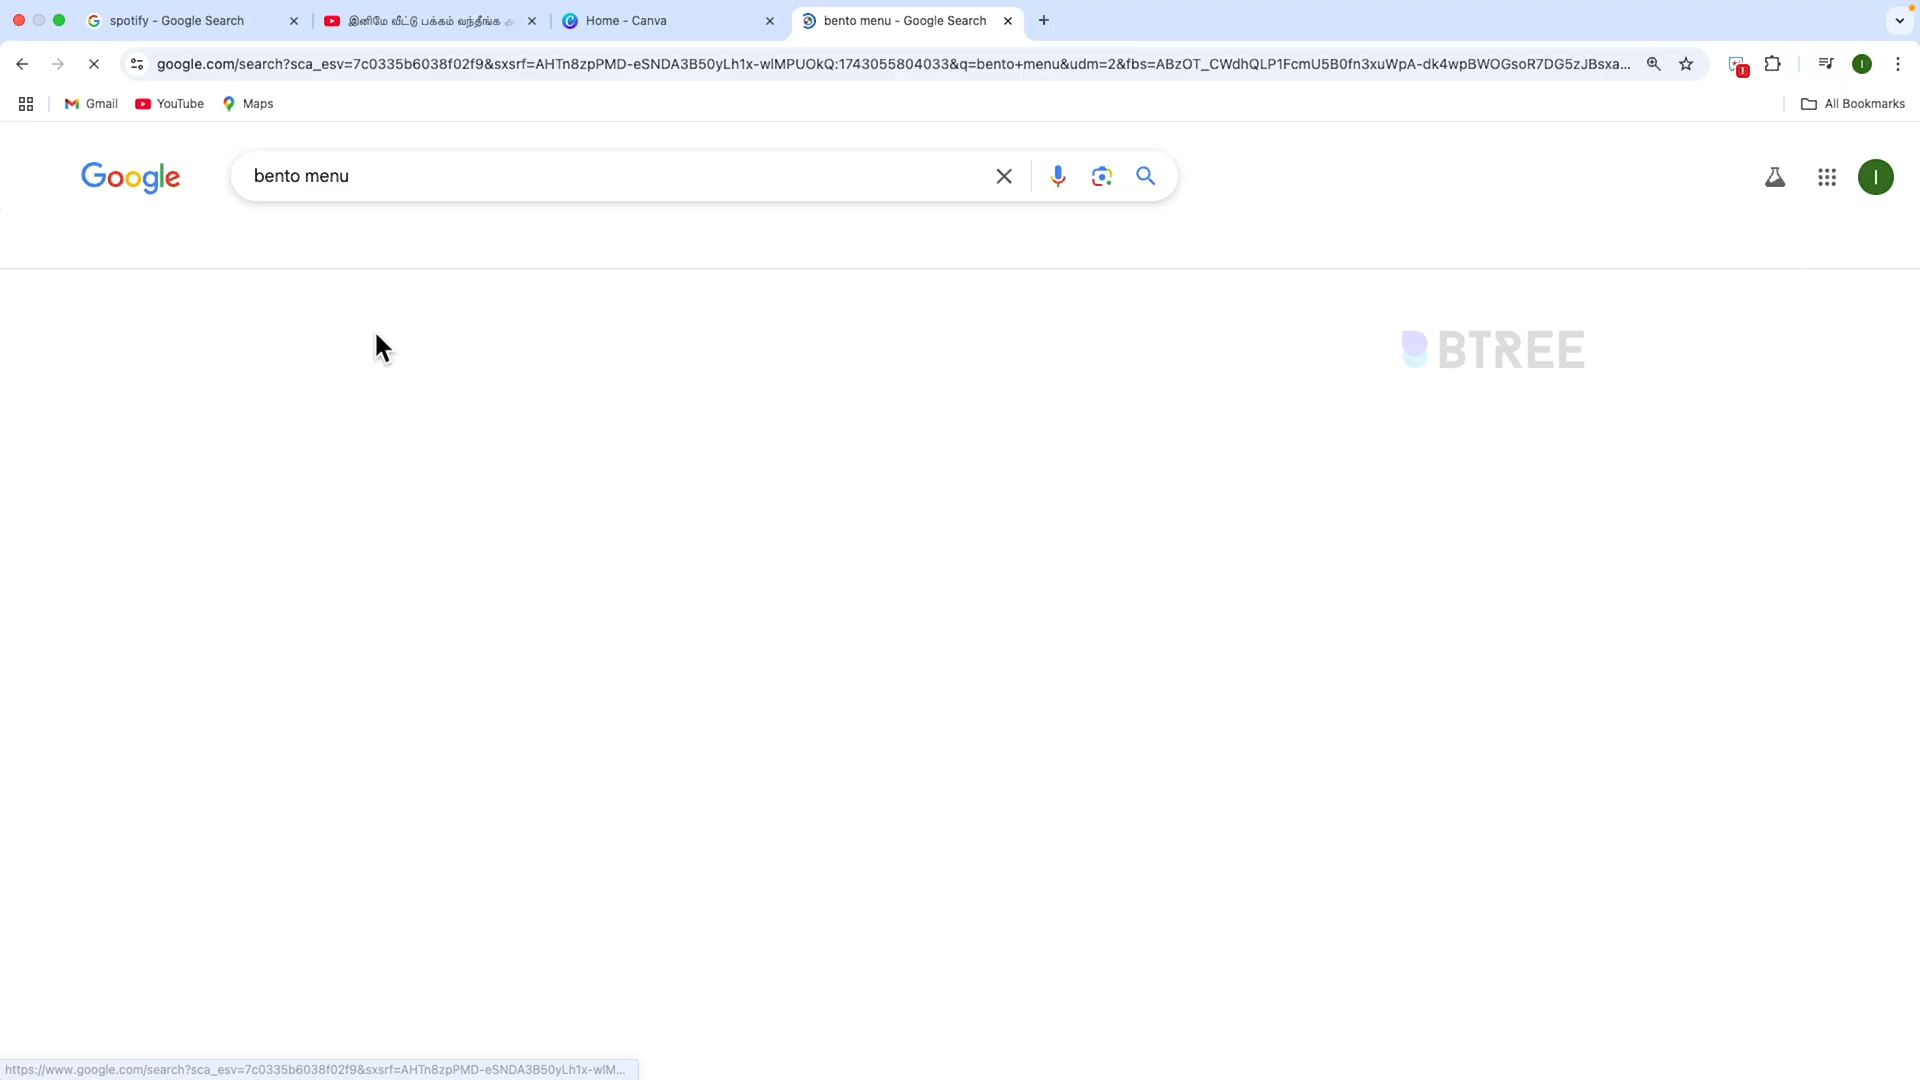 spotify - Google Search
இனிமே வீட்டு பக்கம் வந்தீங்க
Home - Canva
bento menu - Google Search
google.com/search?sca_esv=7c0335b6038f02f9&sxsrf=AHTn8zpPMD-eSNDA3B50yLh1x-wlMPUOkQ:1743055804033&q=bento+menu&udm=2&fbs=ABzOT_CWdhQLP1FcmU5B0fn3xuWpA-dk4wpBWOGsoR7DG5zJBsxa...
I
Gmail
YouTube
Maps
All Bookmarks
Google
bento menu
I
BTREE
https://www.google.com/search?sca_esv=7c0335b6038f02f9&sxsrf=AHTn8zpPMD-eSNDA3B50yLh1x-wlM...